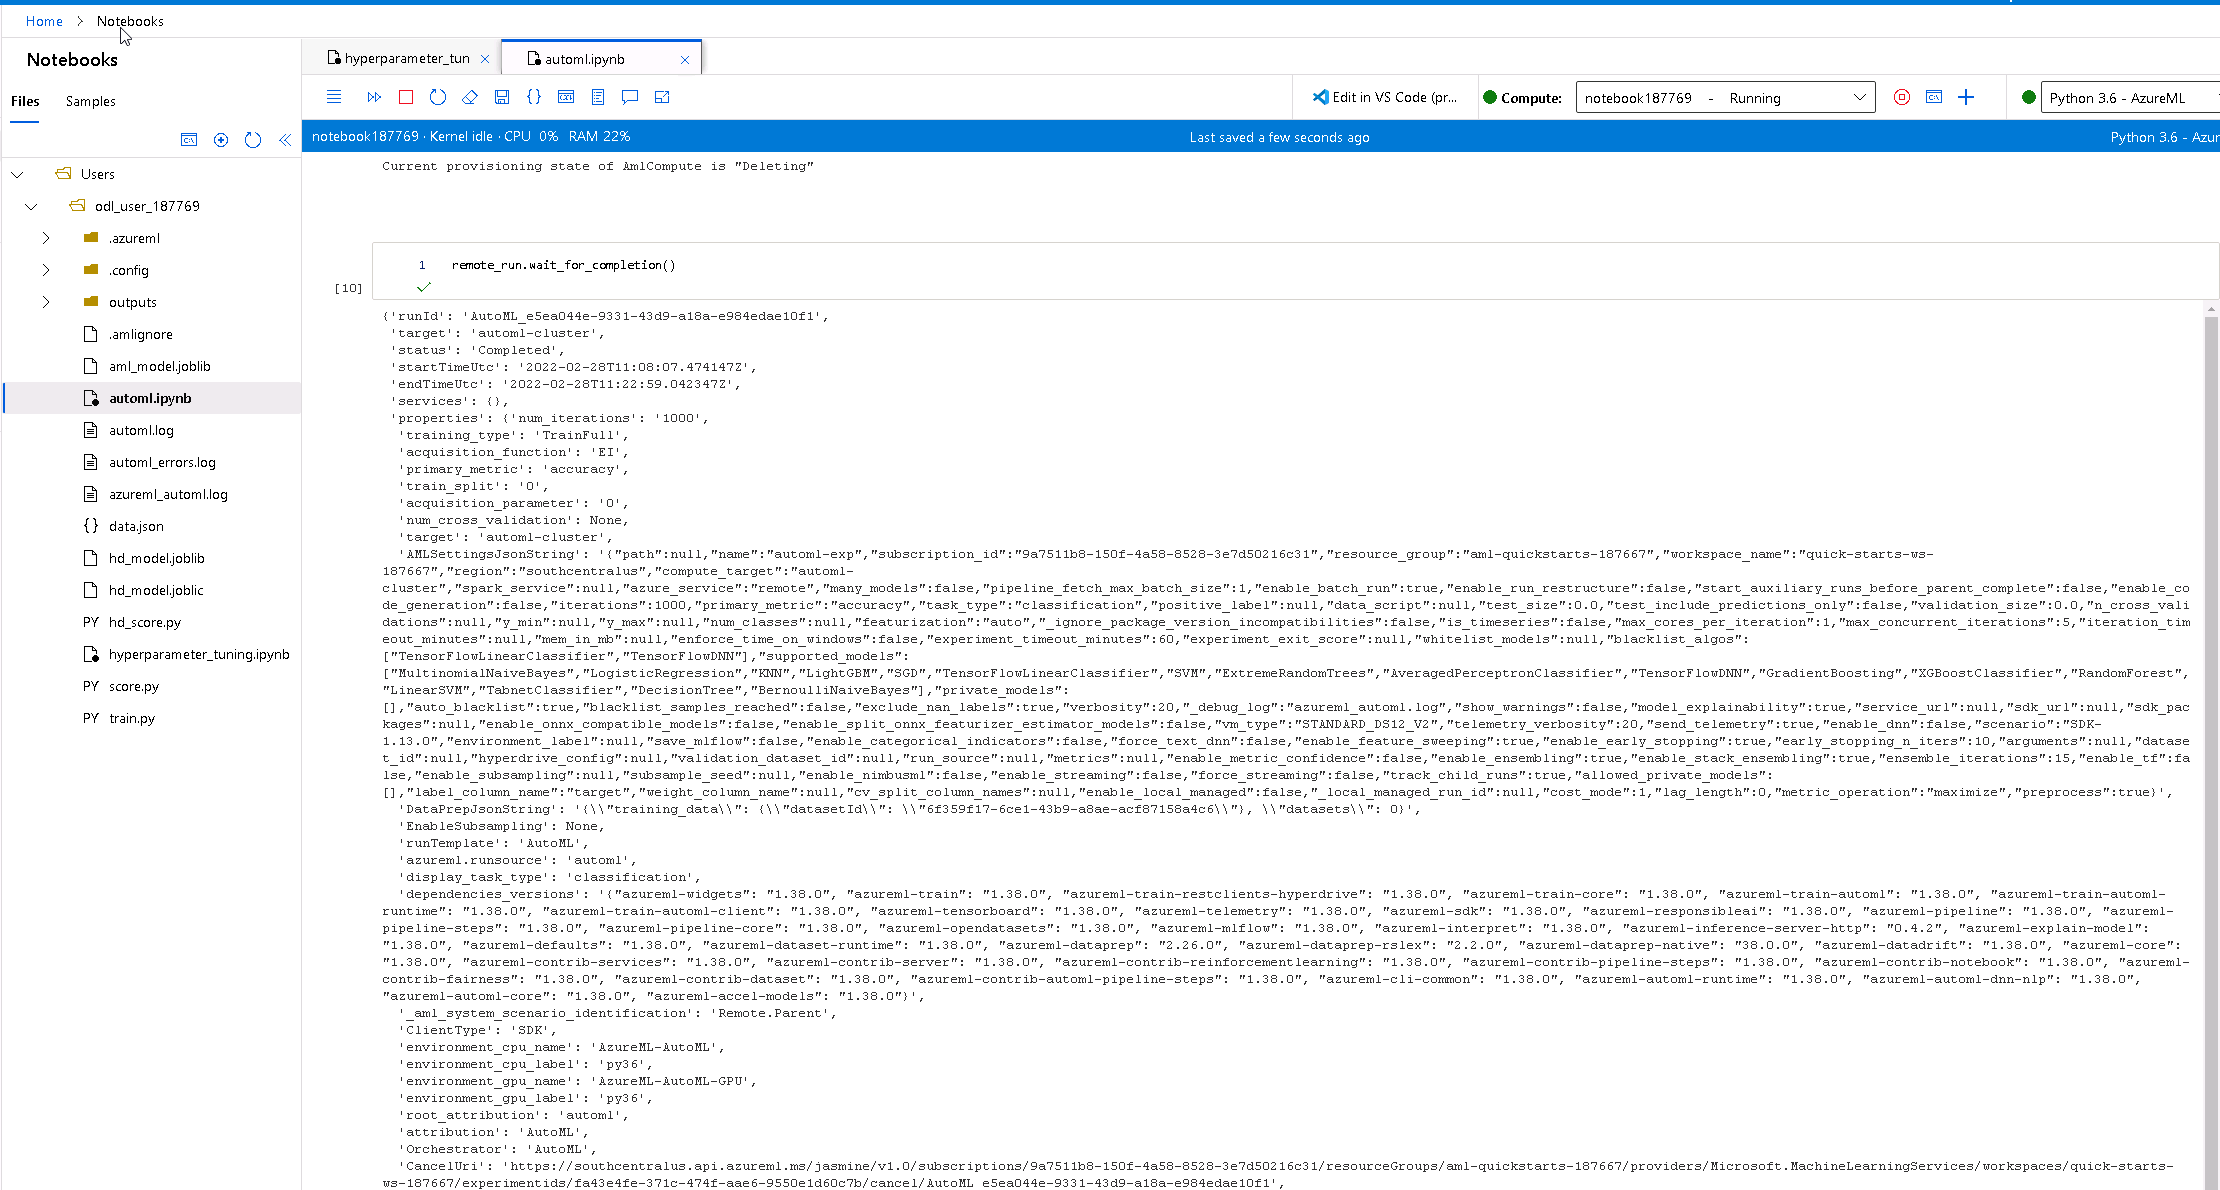 Home > Notebooks
Notebooks
Files Samples
Users
odl_user_187769
.azureml
.config
outputs
.amlignore
aml_model.joblib
automl.ipynb
automl.log
automl_errors.log
azureml_automl.log
{} data.json
hd_model.joblib
hd_model.joblic
PY hd_score.py
hyperparameter_tuning.ipynb
PY score.py
PY train.py
hyperparameter_tun × automl.ipynb ×
Edit in VS Code (pr... Compute: notebook187769 - Running Python 3.6 - AzureML
notebook187769 · Kernel idle · CPU 0% RAM 22% Last saved a few seconds ago Python 3.6 - Azur
Current provisioning state of AmlCompute is "Deleting"
1 remote_run.wait_for_completion()
[10]
{'runId': 'AutoML_e5ea044e-9331-43d9-a18a-e984edae10f1',
'target': 'automl-cluster',
'status': 'Completed',
'startTimeUtc': '2022-02-28T11:08:07.474147Z',
'endTimeUtc': '2022-02-28T11:22:59.042347Z',
'services': {},
'properties': {'num_iterations': '1000',
'training_type': 'TrainFull',
'acquisition_function': 'EI',
'primary_metric': 'accuracy',
'train_split': '0',
'acquisition_parameter': '0',
'num_cross_validation': None,
'target': 'automl-cluster',
'AMLSettingsJsonString': '{"path":null,"name":"automl-exp","subscription_id":"9a7511b8-150f-4a58-8528-3e7d50216c31","resource_group":"aml-quickstarts-187667","workspace_name":"quick-starts-ws-
187667","region":"southcentralus","compute_target":"automl-
cluster","spark_service":null,"azure_service":"remote","many_models":false,"pipeline_fetch_max_batch_size":1,"enable_batch_run":true,"enable_run_restructure":false,"start_auxiliary_runs_before_parent_complete":false,"enable_co
de_generation":false,"iterations":1000,"primary_metric":"accuracy","task_type":"classification","positive_label":null,"data_script":null,"test_size":0.0,"test_include_predictions_only":false,"validation_size":0.0,"n_cross_vali
dations":null,"y_min":null,"y_max":null,"num_classes":null,"featurization":"auto","_ignore_package_version_incompatibilities":false,"is_timeseries":false,"max_cores_per_iteration":1,"max_concurrent_iterations":5,"iteration_tim
eout_minutes":null,"mem_in_mb":null,"enforce_time_on_windows":false,"experiment_timeout_minutes":60,"experiment_exit_score":null,"whitelist_models":null,"blacklist_algos":
["TensorFlowLinearClassifier","TensorFlowDNN"],"supported_models":
["MultinomialNaiveBayes","LogisticRegression","KNN","LightGBM","SGD","TensorFlowLinearClassifier","SVM","ExtremeRandomTrees","AveragedPerceptronClassifier","TensorFlowDNN","GradientBoosting","XGBoostClassifier","RandomForest",
"LinearSVM","TabnetClassifier","DecisionTree","BernoulliNaiveBayes"],"private_models":
[],"auto_blacklist":true,"blacklist_samples_reached":false,"exclude_nan_labels":true,"verbosity":20,"_debug_log":"azureml_automl.log","show_warnings":false,"model_explainability":true,"service_url":null,"sdk_url":null,"sdk_pac
kages":null,"enable_onnx_compatible_models":false,"enable_split_onnx_featurizer_estimator_models":false,"vm_type":"STANDARD_DS12_V2","telemetry_verbosity":20,"send_telemetry":true,"enable_dnn":false,"scenario":"SDK-
1.13.0","environment_label":null,"save_mlflow":false,"enable_categorical_indicators":false,"force_text_dnn":false,"enable_feature_sweeping":true,"enable_early_stopping":true,"early_stopping_n_iters":10,"arguments":null,"datase
t_id":null,"hyperdrive_config":null,"validation_dataset_id":null,"run_source":null,"metrics":null,"enable_metric_confidence":false,"enable_ensembling":true,"enable_stack_ensembling":true,"ensemble_iterations":15,"enable_tf":fa
lse,"enable_subsampling":null,"subsample_seed":null,"enable_nimbusml":false,"enable_streaming":false,"force_streaming":false,"track_child_runs":true,"allowed_private_models":
[],"label_column_name":"target","weight_column_name":null,"cv_split_column_names":null,"enable_local_managed":false,"_local_managed_run_id":null,"cost_mode":1,"lag_length":0,"metric_operation":"maximize","preprocess":true}',
'DataPrepJsonString': '{\\"training_data\\": {\\"datasetId\\": \\"6f359f17-6ce1-43b9-a8ae-acf87158a4c6\\"}, \\"datasets\\": 0}',
'EnableSubsampling': None,
'runTemplate': 'AutoML',
'azureml.runsource': 'automl',
'display_task_type': 'classification',
'dependencies_versions': '{"azureml-widgets": "1.38.0", "azureml-train": "1.38.0", "azureml-train-restclients-hyperdrive": "1.38.0", "azureml-train-core": "1.38.0", "azureml-train-automl": "1.38.0", "azureml-train-automl-
runtime": "1.38.0", "azureml-train-automl-client": "1.38.0", "azureml-tensorboard": "1.38.0", "azureml-telemetry": "1.38.0", "azureml-sdk": "1.38.0", "azureml-responsibleai": "1.38.0", "azureml-pipeline": "1.38.0", "azureml-
pipeline-steps": "1.38.0", "azureml-pipeline-core": "1.38.0", "azureml-opendatasets": "1.38.0", "azureml-mlflow": "1.38.0", "azureml-interpret": "1.38.0", "azureml-inference-server-http": "0.4.2", "azureml-explain-model":
"1.38.0", "azureml-defaults": "1.38.0", "azureml-dataset-runtime": "1.38.0", "azureml-dataprep": "2.26.0", "azureml-dataprep-rslex": "2.2.0", "azureml-dataprep-native": "38.0.0", "azureml-datadrift": "1.38.0", "azureml-core":
"1.38.0", "azureml-contrib-services": "1.38.0", "azureml-contrib-server": "1.38.0", "azureml-contrib-reinforcementlearning": "1.38.0", "azureml-contrib-pipeline-steps": "1.38.0", "azureml-contrib-notebook": "1.38.0", "azureml-
contrib-fairness": "1.38.0", "azureml-contrib-dataset": "1.38.0", "azureml-contrib-automl-pipeline-steps": "1.38.0", "azureml-cli-common": "1.38.0", "azureml-automl-runtime": "1.38.0", "azureml-automl-dnn-nlp": "1.38.0",
"azureml-automl-core": "1.38.0", "azureml-accel-models": "1.38.0"}',
'_aml_system_scenario_identification': 'Remote.Parent',
'ClientType': 'SDK',
'environment_cpu_name': 'AzureML-AutoML',
'environment_cpu_label': 'py36',
'environment_gpu_name': 'AzureML-AutoML-GPU',
'environment_gpu_label': 'py36',
'root_attribution': 'automl',
'attribution': 'AutoML',
'Orchestrator': 'AutoML',
'CancelUri': 'https://southcentralus.api.azureml.ms/jasmine/v1.0/subscriptions/9a7511b8-150f-4a58-8528-3e7d50216c31/resourceGroups/aml-quickstarts-187667/providers/Microsoft.MachineLearningServices/workspaces/quick-starts-
ws-187667/experimentids/fa43e4fe-371c-474f-aae6-9550e1d60c7b/cancel/AutoML_e5ea044e-9331-43d9-a18a-e984edae10f1',